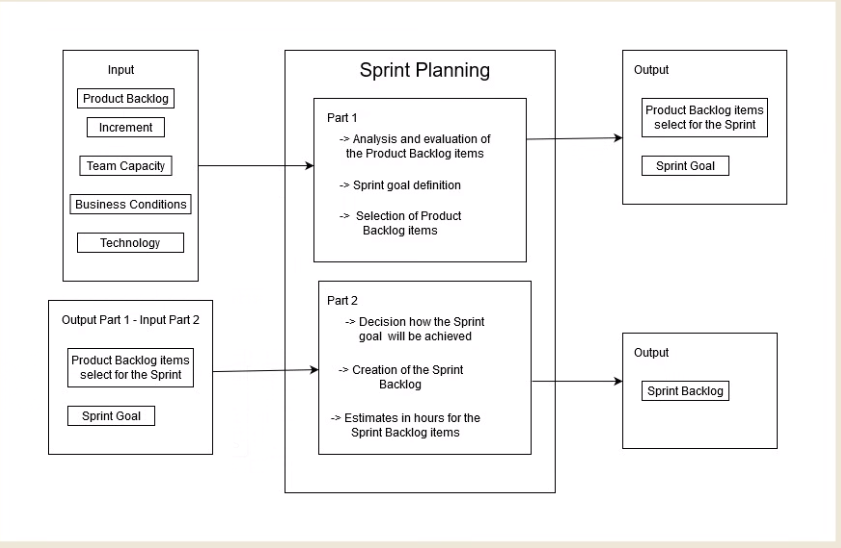 Input
Product Backlog
Increment
Team Capacity
Business Conditions
Technology
Output Part 1 - Input Part 2
Product Backlog items
select for the Sprint
Sprint Goal
Sprint Planning
Part 1
-> Analysis and evaluation of
the Product Backlog items
-> Sprint goal definition
-> Selection of Product
Backlog items
Part 2
-> Decision how the Sprint
goal will be achieved
-> Creation of the Sprint
Backlog
-> Estimates in hours for the
Sprint Backlog items
Output
Product Backlog items
select for the Sprint
Sprint Goal
Output
Sprint Backlog